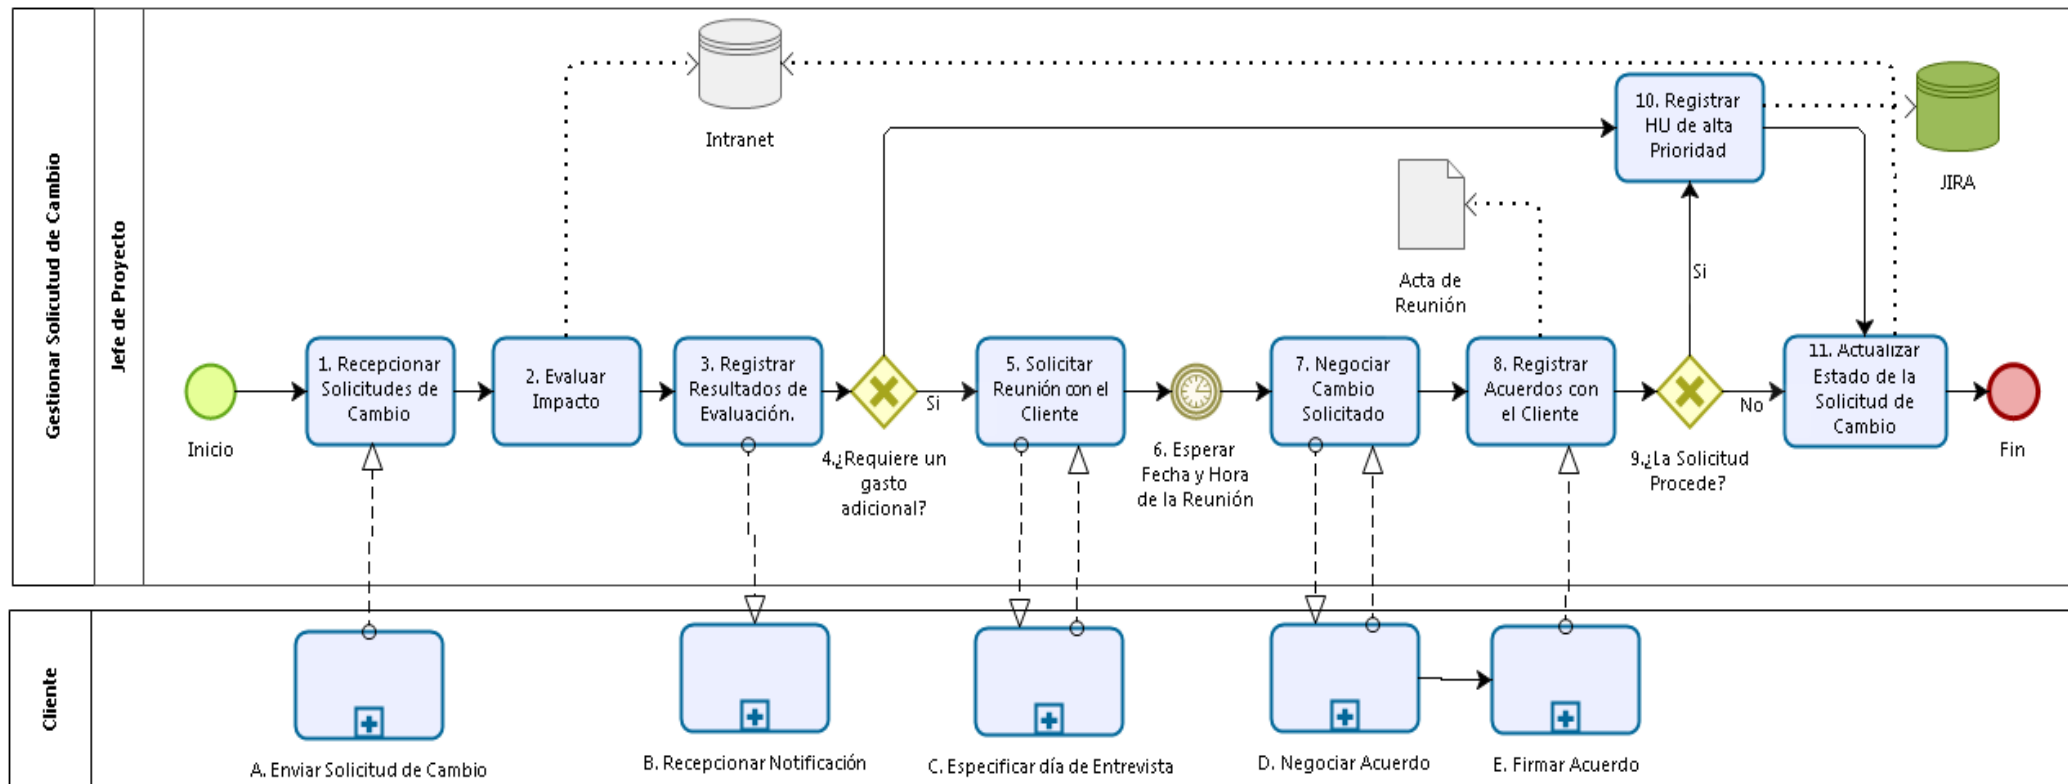 Gestionar Solicutud de Cambio
Jefe de Proyecto
Inicio
1. Recepcionar
Solicitudes de
Cambio
2. Evaluar
Impacto
3. Registrar
Resultados de
Evaluación.
Intranet
4.¿Requiere un
gasto
adicional?
Si
5. Solicitar
Reunión con el
Cliente
6. Esperar
Fecha y Hora
de la Reunión
7. Negociar
Cambio
Solicitado
8. Registrar
Acuerdos con
el Cliente
Acta de
Reunión
9.¿La Solicitud
Procede?
Si
No
10. Registrar
HU de alta
Prioridad
JIRA
11. Actualizar
Estado de la
Solicitud de
Cambio
Fin
Cliente
A. Enviar Solicitud de Cambio
B. Recepcionar Notificación
C. Especificar día de Entrevista
D. Negociar Acuerdo
E. Firmar Acuerdo